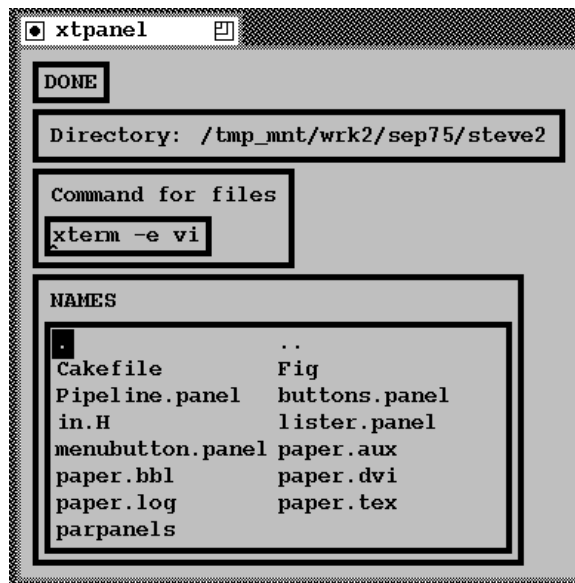 xtpanel
DONE
Directory: /tmp_mnt/wrk2/sep75/steve2
Command for files
xterm -e vi
NAMES
. ..
Cakefile Fig
Pipeline.panel buttons.panel
in.H lister.panel
menubutton.panel paper.aux
paper.bbl paper.dvi
paper.log paper.tex
parpanels